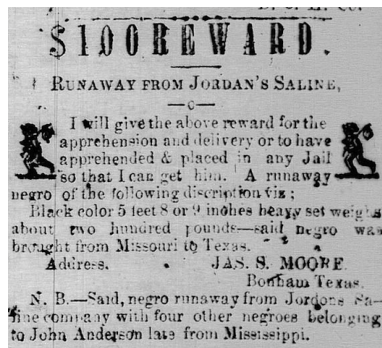 $100 REWARD.
RUNAWAY FROM JORDAN'S SALINE,
I will give the above reward for the
apprehension and delivery or to have
apprehended & placed in any Jail
so that I can get him. A runaway
negro of the following discription viz;
Black color 5 feet 8 or 9 inches heavy set weighs
about two hundred pounds—said negro was
brought from Missouri to Texas.
Address. JAS. S. MOORE
Bonham Texas.
N. B.—Said, negro runaway from Jordons Sa-
line company with four other negroes belonging
to John Anderson late from Mississippi.